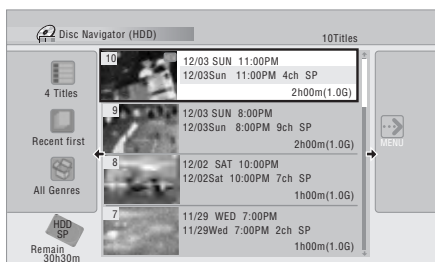 Disc Navigator (HDD)
10Titles
4 Titles
Recent first
All Genres
HDD
SP
Remain
30h30m
10
12/03 SUN 11:00PM
12/03Sun 11:00PM 4ch SP
2h00m(1.0G)
9
12/03 SUN 8:00PM
12/03Sun 8:00PM 9ch SP
2h00m(1.0G)
8
12/02 SAT 10:00PM
12/02Sat 10:00PM 7ch SP
1h00m(1.0G)
7
11/29 WED 7:00PM
11/29Wed 7:00PM 2ch SP
1h00m(1.0G)
MENU